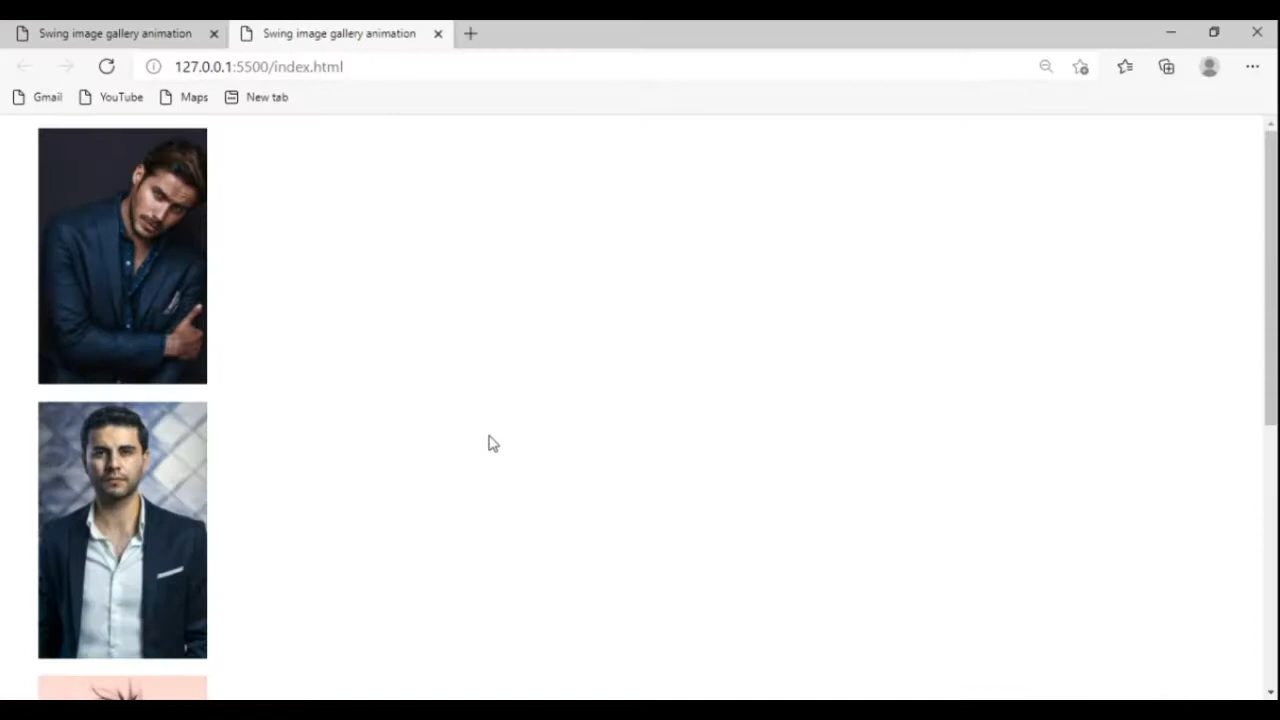 Swing image gallery animation
Swing image gallery animation
127.0.0.1:5500/index.html
Gmail YouTube Maps New tab